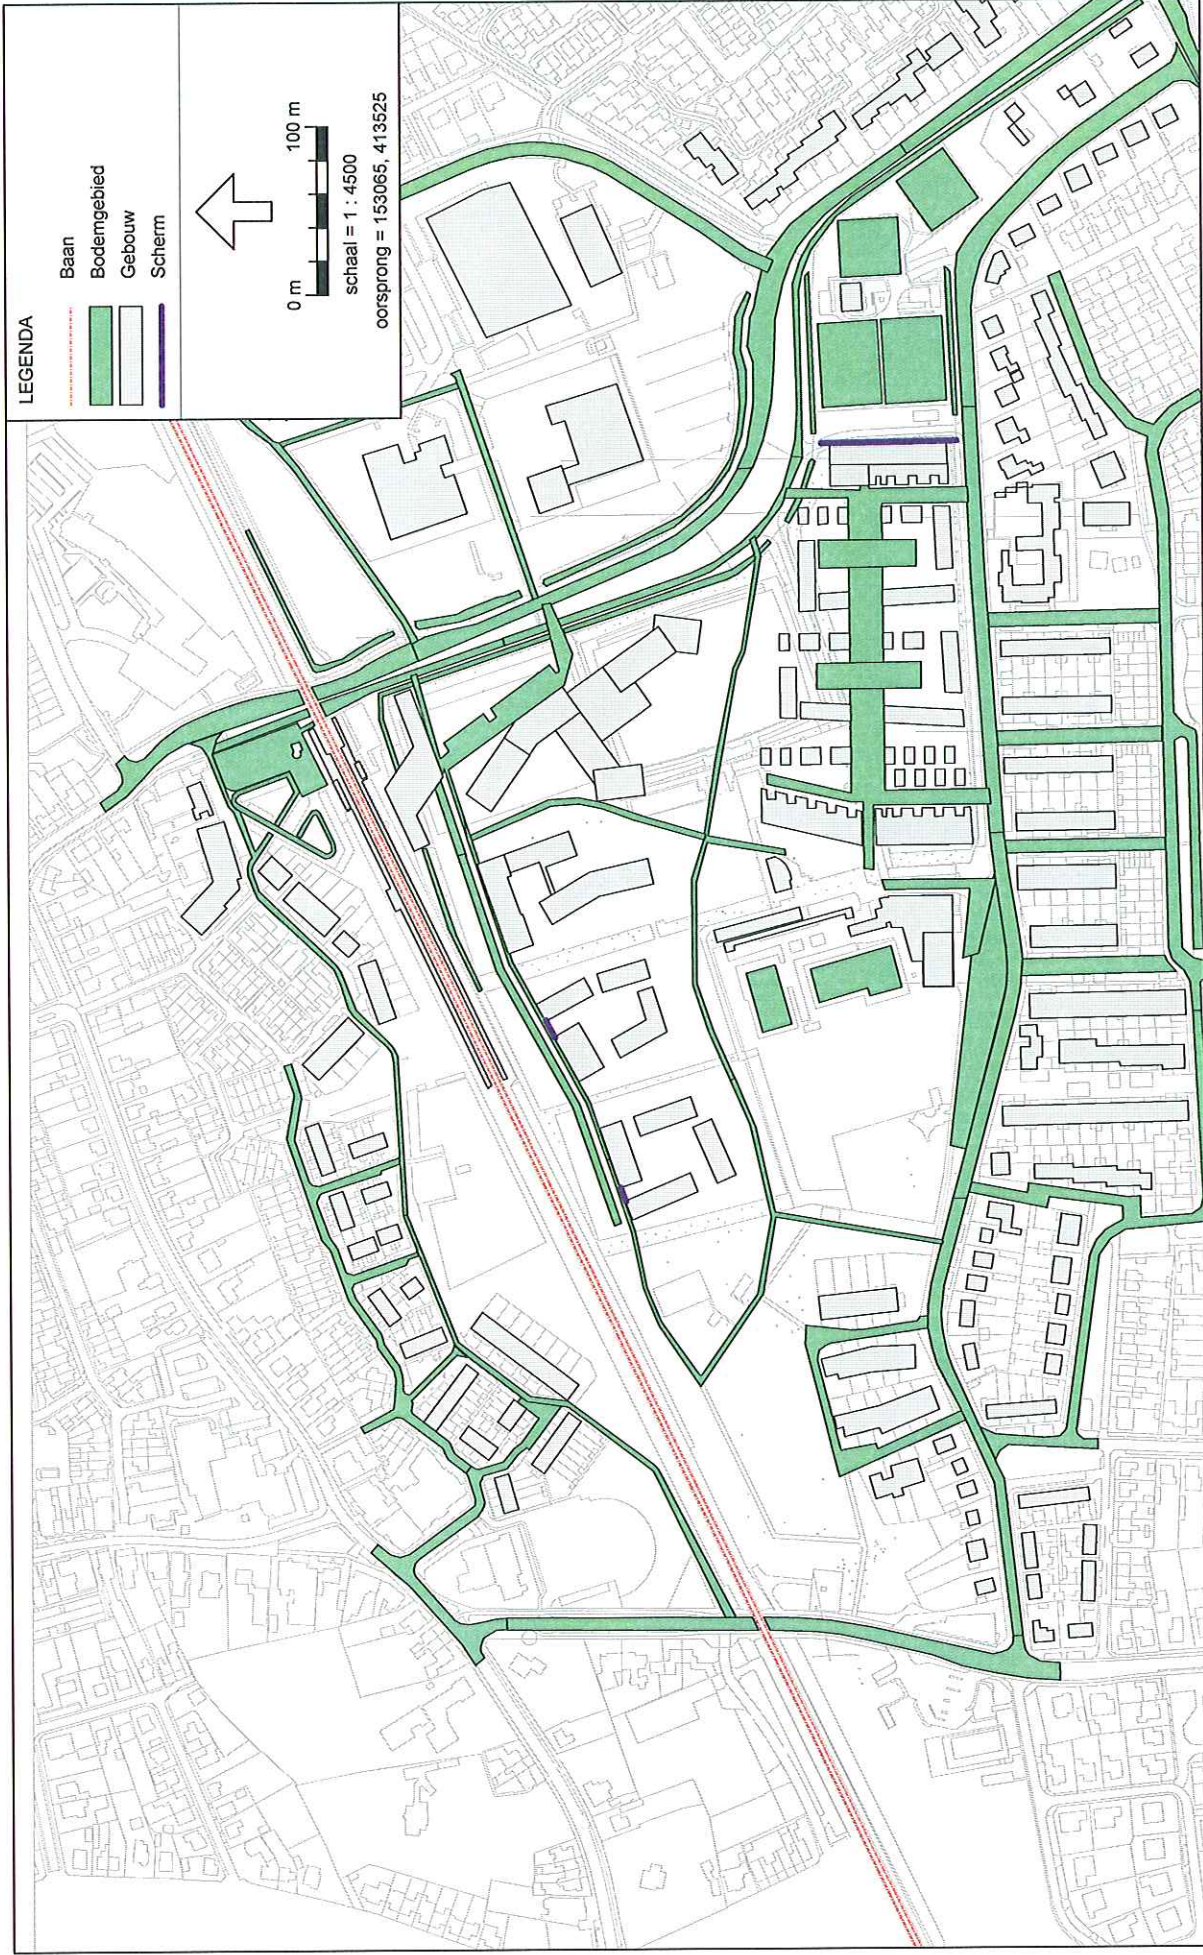 LEGENDA
Baan
Bodemgebied
Gebouw
Scherm
0 m
100 m
schaal = 1 : 4500
oorsprong = 153065, 413525